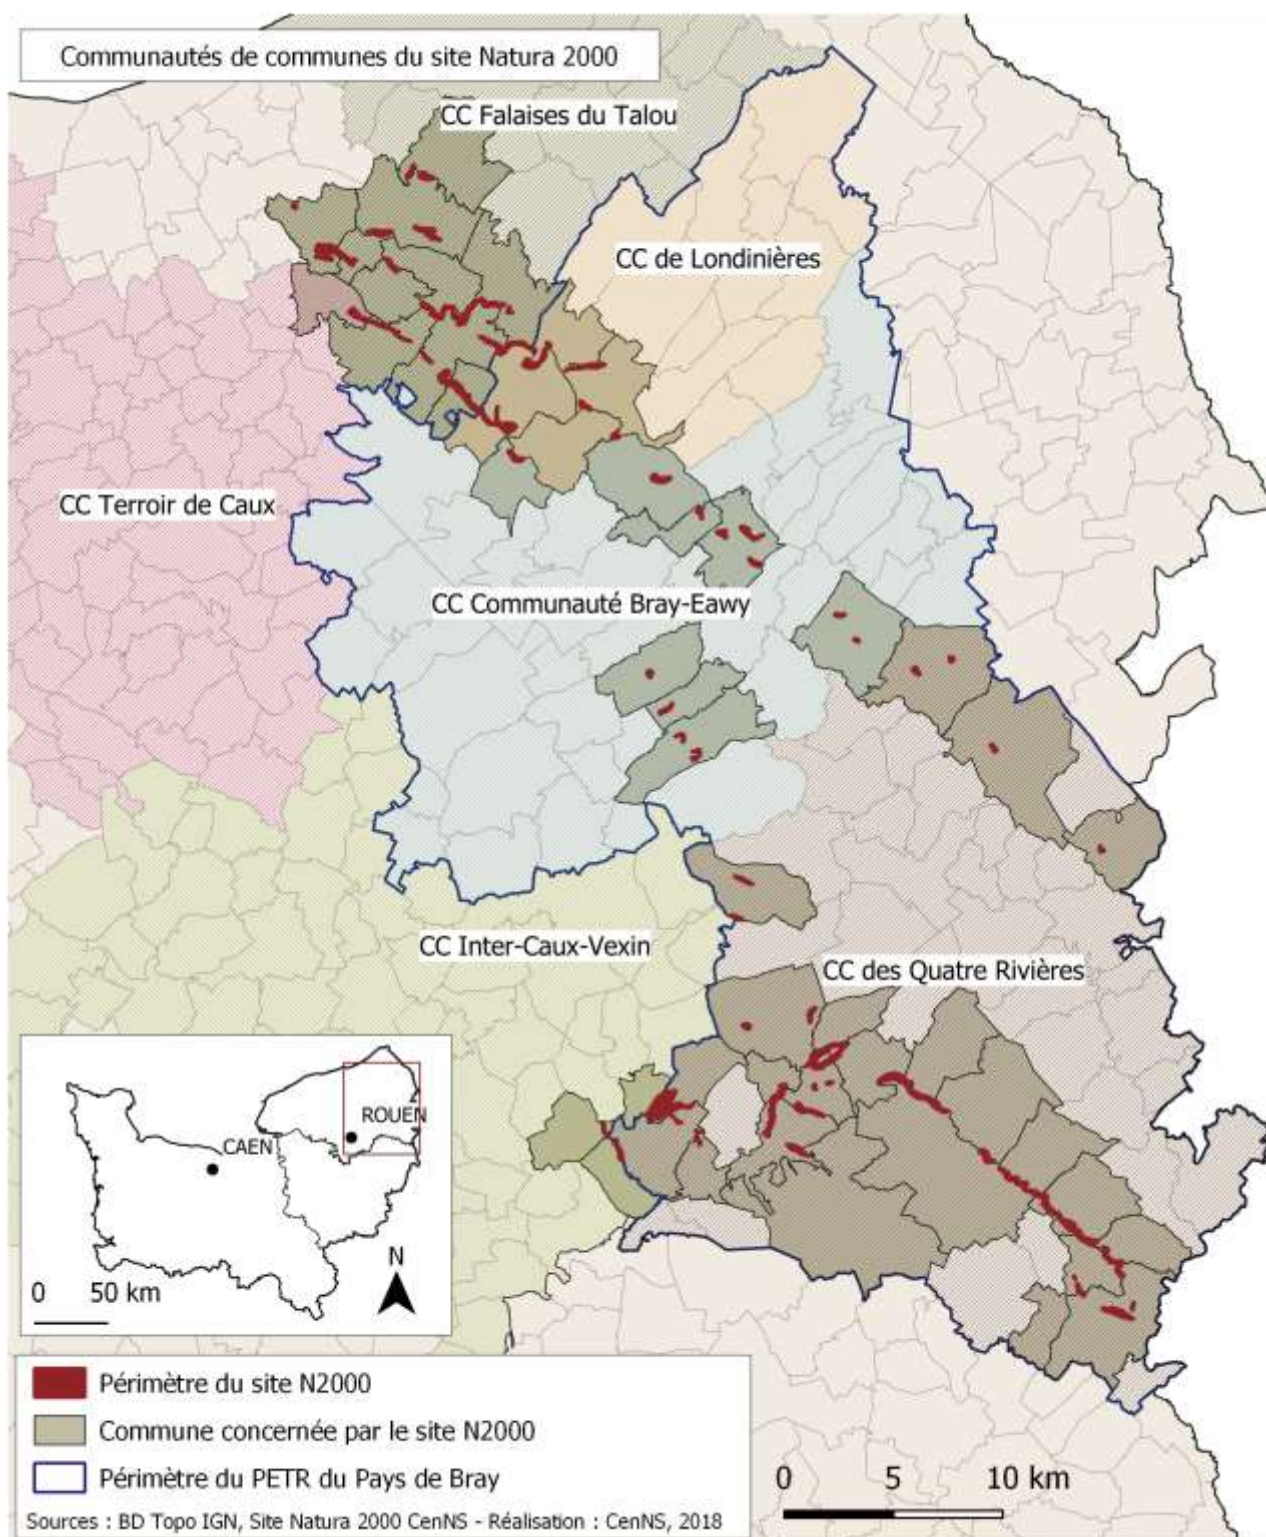 Communautés de communes du site Natura 2000
CC Falaises du Talou
CC de Londinières
CC Terroir de Caux
CC Communauté Bray-Eawy
CC Inter-Caux-Vexin
CC des Quatre Rivières
ROUEN
CAEN
N
0 50 km
Périmètre du site N2000
Commune concernée par le site N2000
Périmètre du PETR du Pays de Bray
0 5 10 km
Sources : BD Topo IGN, Site Natura 2000 CenNS - Réalisation : CenNS, 2018